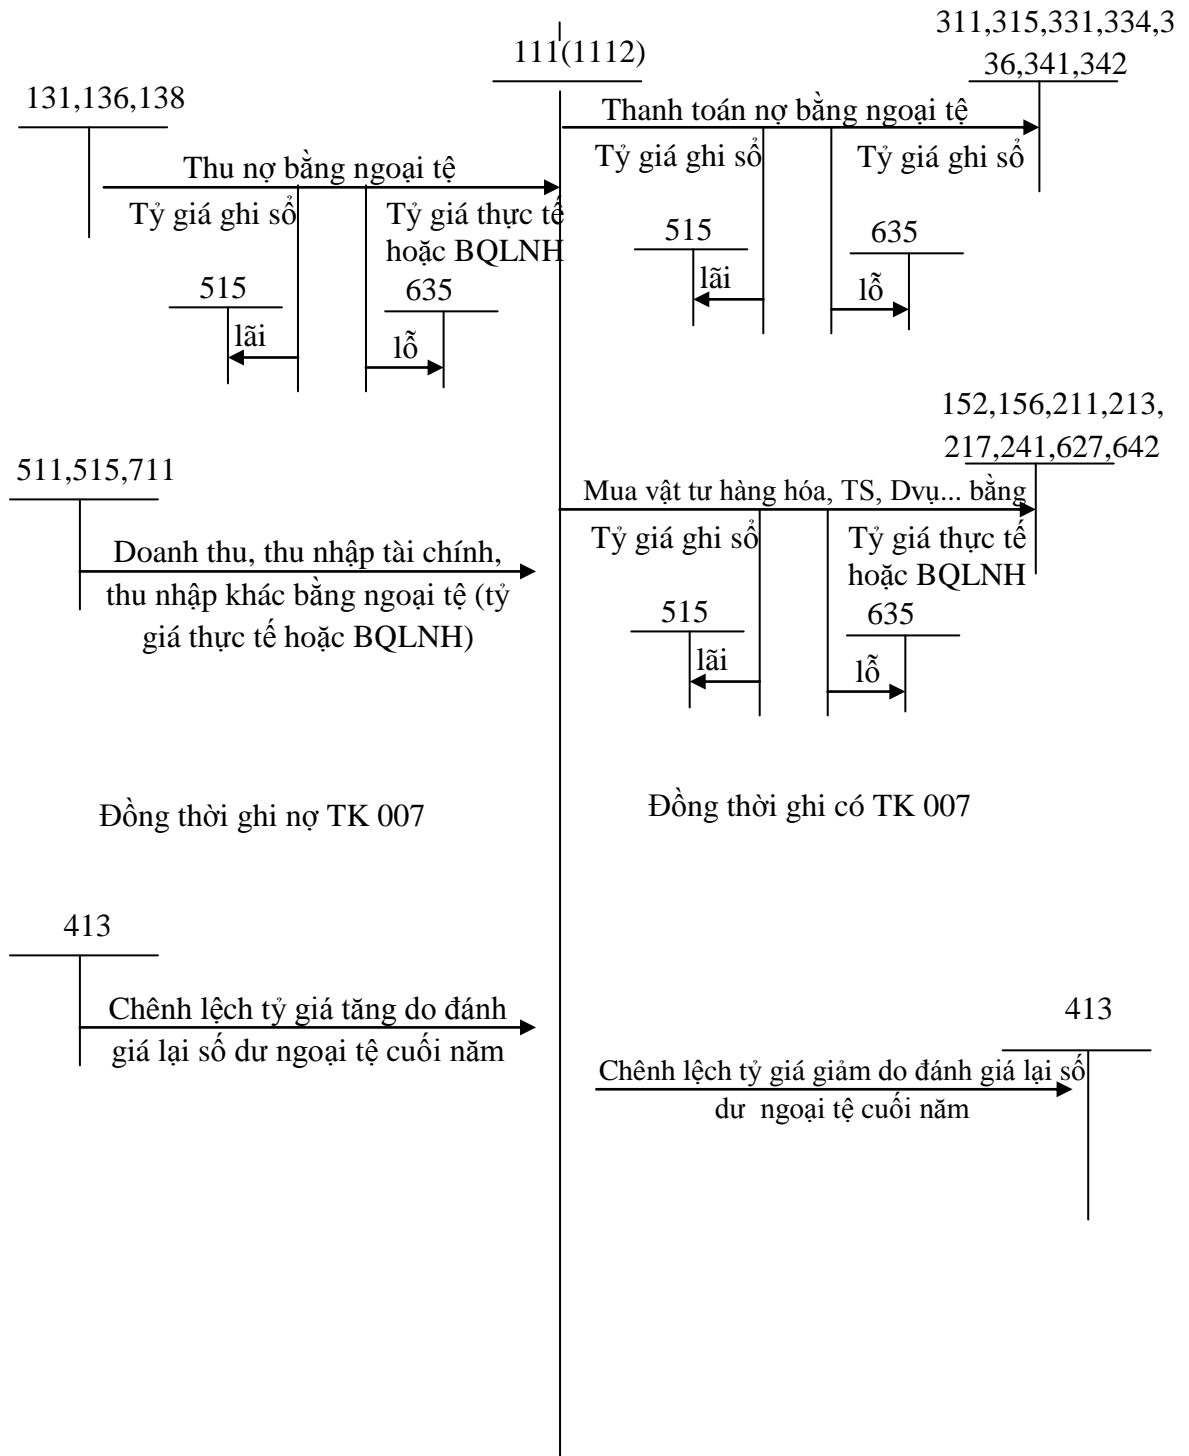 311,315,331,334,3
36,341,342
111(1112)
131,136,138
Thanh toán nợ bằng ngoại tệ
Tỷ giá ghi sổ
Tỷ giá ghi sổ
Thu nợ bằng ngoại tệ
Tỷ giá ghi sổ
Tỷ giá thực tế
hoặc BQLNH
515
lãi
635
lỗ
515
lãi
635
lỗ
152,156,211,213,
217,241,627,642
511,515,711
Mua vật tư hàng hóa, TS, Dvụ... bằng
Tỷ giá ghi sổ
Tỷ giá thực tế
hoặc BQLNH
Doanh thu, thu nhập tài chính,
thu nhập khác bằng ngoại tệ (tỷ
giá thực tế hoặc BQLNH)
515
lãi
635
lỗ
Đồng thời ghi nợ TK 007
Đồng thời ghi có TK 007
413
Chênh lệch tỷ giá tăng do đánh
giá lại số dư ngoại tệ cuối năm
413
Chênh lệch tỷ giá giảm do đánh giá lại số
dư ngoại tệ cuối năm